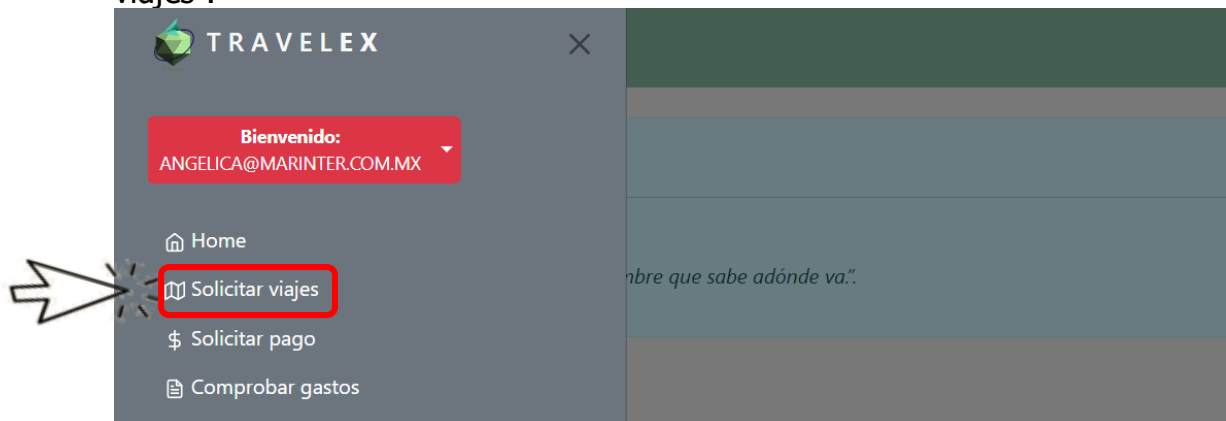 viajes".
TRAVELEX
Bienvenido:
ANGELICA@MARINTER.COM.MX
Home
Solicitar viajes
mbre que sabe adónde va.".
$ Solicitar pago
Comprobar gastos